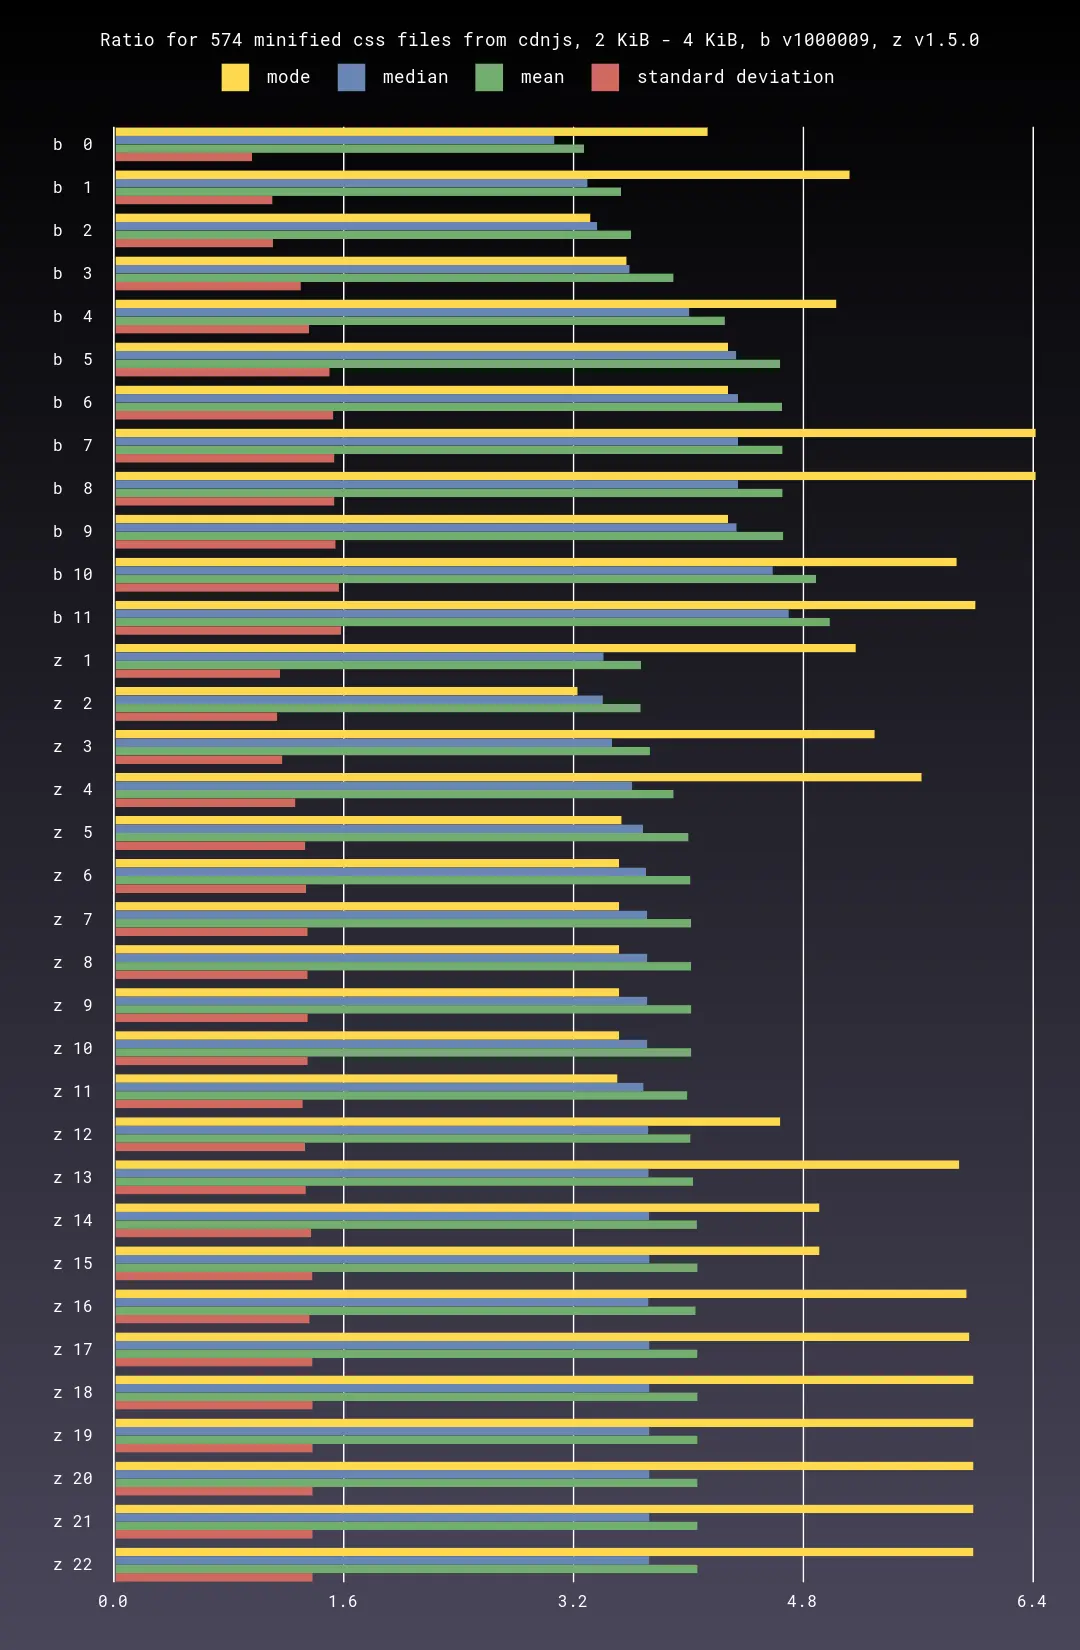 Ratio for 574 minified css files from cdnjs, 2 KiB - 4 KiB, b v1000009, z v1.5.0
mode median mean standard deviation
b 0
b 1
b 2
b 3
b 4
b 5
b 6
b 7
b 8
b 9
b 10
b 11
z 1
z 2
z 3
z 4
z 5
z 6
z 7
z 8
z 9
z 10
z 11
z 12
z 13
z 14
z 15
z 16
z 17
z 18
z 19
z 20
z 21
z 22
0.0 1.6 3.2 4.8 6.4